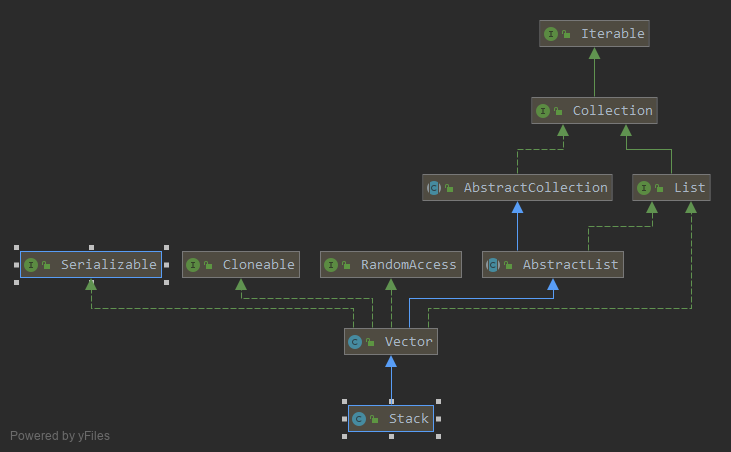 Iterable
Collection
AbstractCollection
List
Serializable
Cloneable
RandomAccess
AbstractList
Vector
Stack
Powered by yFiles